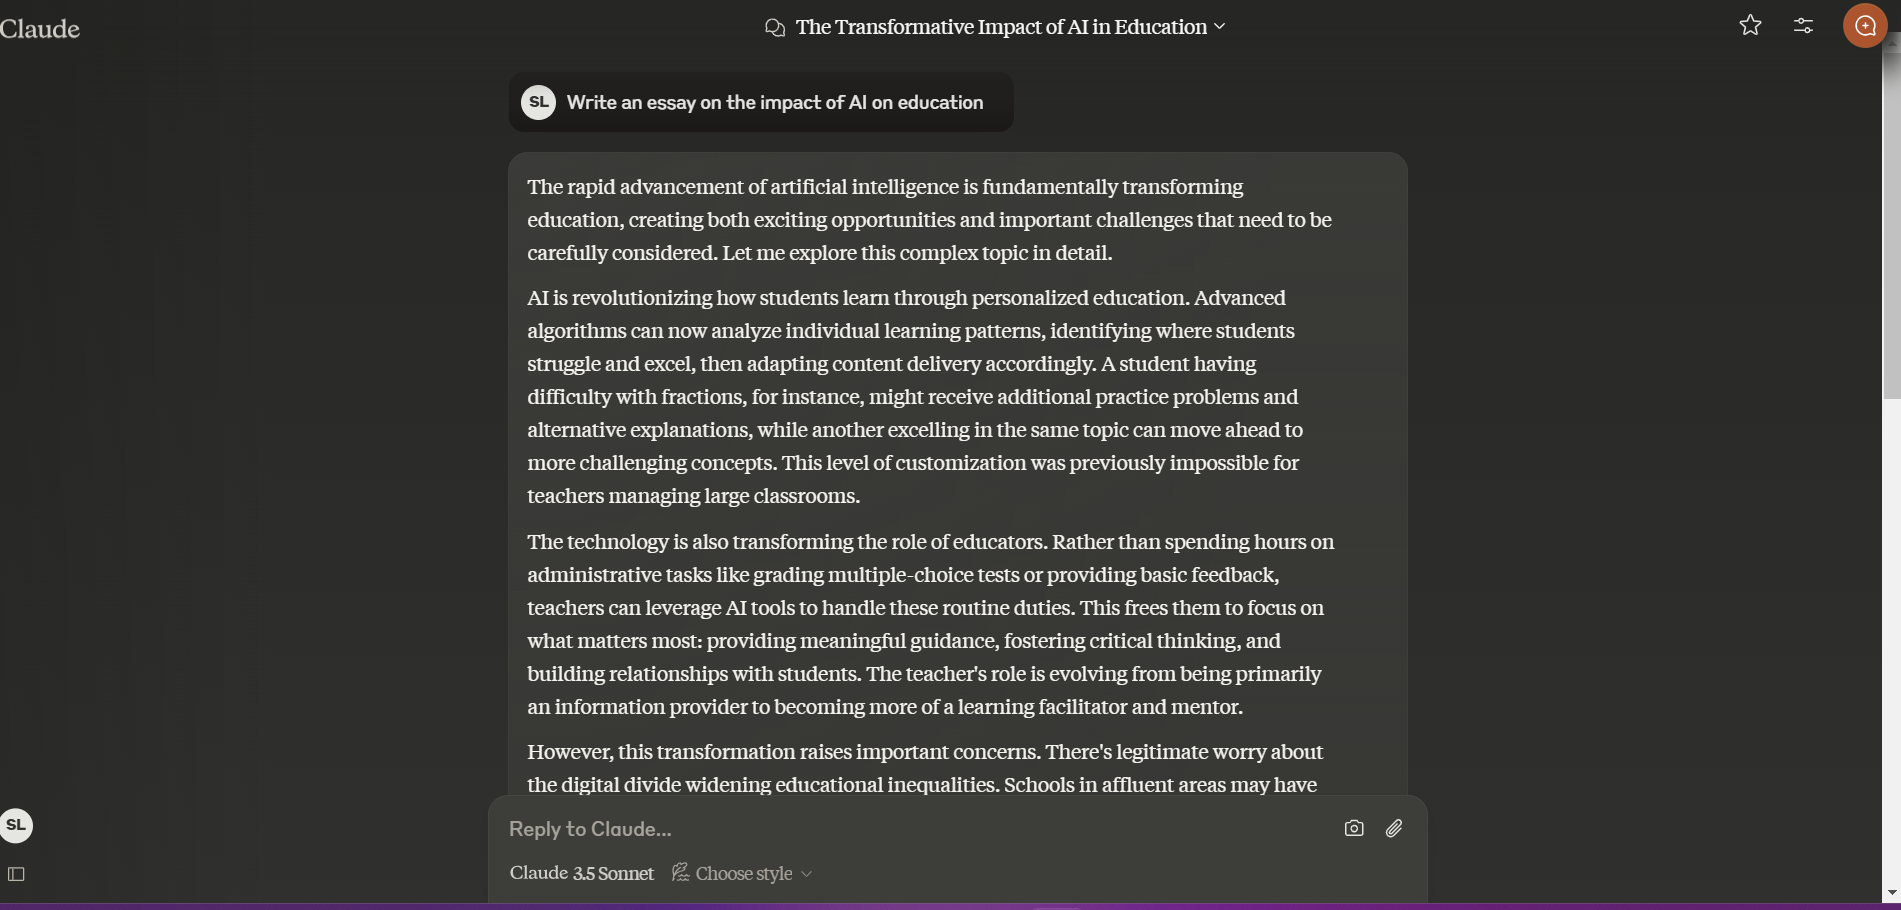 Claude
The Transformative Impact of AI in Education
SL
Write an essay on the impact of AI on education
The rapid advancement of artificial intelligence is fundamentally transforming
education, creating both exciting opportunities and important challenges that need to be
carefully considered. Let me explore this complex topic in detail.
AI is revolutionizing how students learn through personalized education. Advanced
algorithms can now analyze individual learning patterns, identifying where students
struggle and excel, then adapting content delivery accordingly. A student having
difficulty with fractions, for instance, might receive additional practice problems and
alternative explanations, while another excelling in the same topic can move ahead to
more challenging concepts. This level of customization was previously impossible for
teachers managing large classrooms.
The technology is also transforming the role of educators. Rather than spending hours on
administrative tasks like grading multiple-choice tests or providing basic feedback,
teachers can leverage AI tools to handle these routine duties. This frees them to focus on
what matters most: providing meaningful guidance, fostering critical thinking, and
building relationships with students. The teacher's role is evolving from being primarily
an information provider to becoming more of a learning facilitator and mentor.
However, this transformation raises important concerns. There's legitimate worry about
the digital divide widening educational inequalities. Schools in affluent areas may have
SL
Reply to Claude...
Claude 3.5 Sonnet Choose style